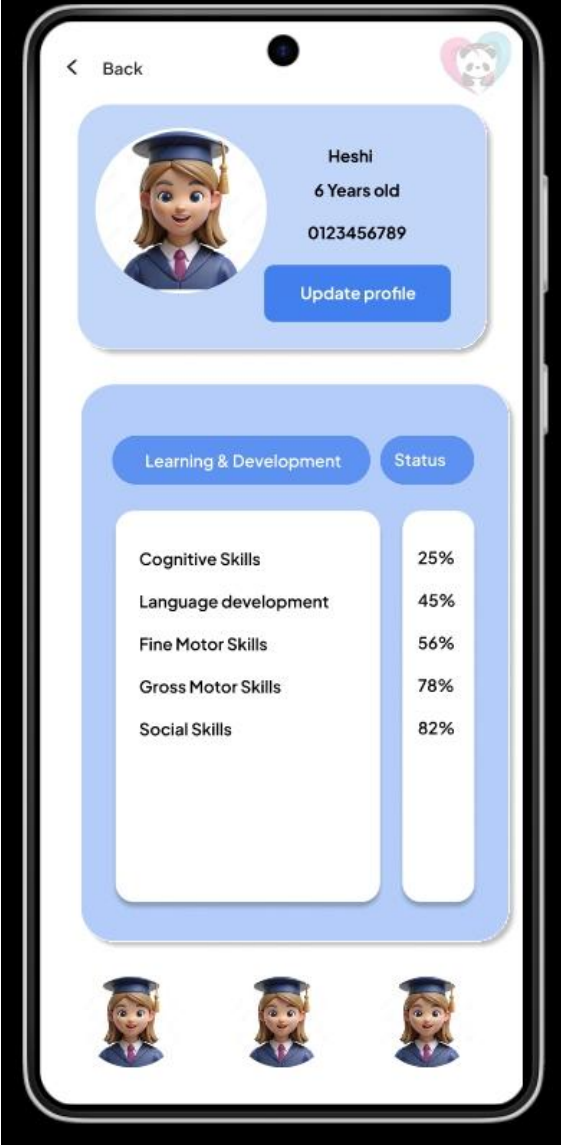 Back
Heshi
6 Years old
0123456789
Update profile
Learning & Development Status
Cognitive Skills 25%
Language development 45%
Fine Motor Skills 56%
Gross Motor Skills 78%
Social Skills 82%